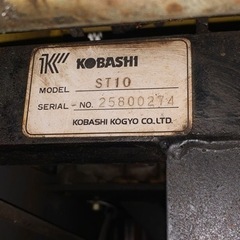 KOBASHI
MODEL ST10
SERIAL-NO. 25800274
KOBASHI KOGYO CO.LTD.